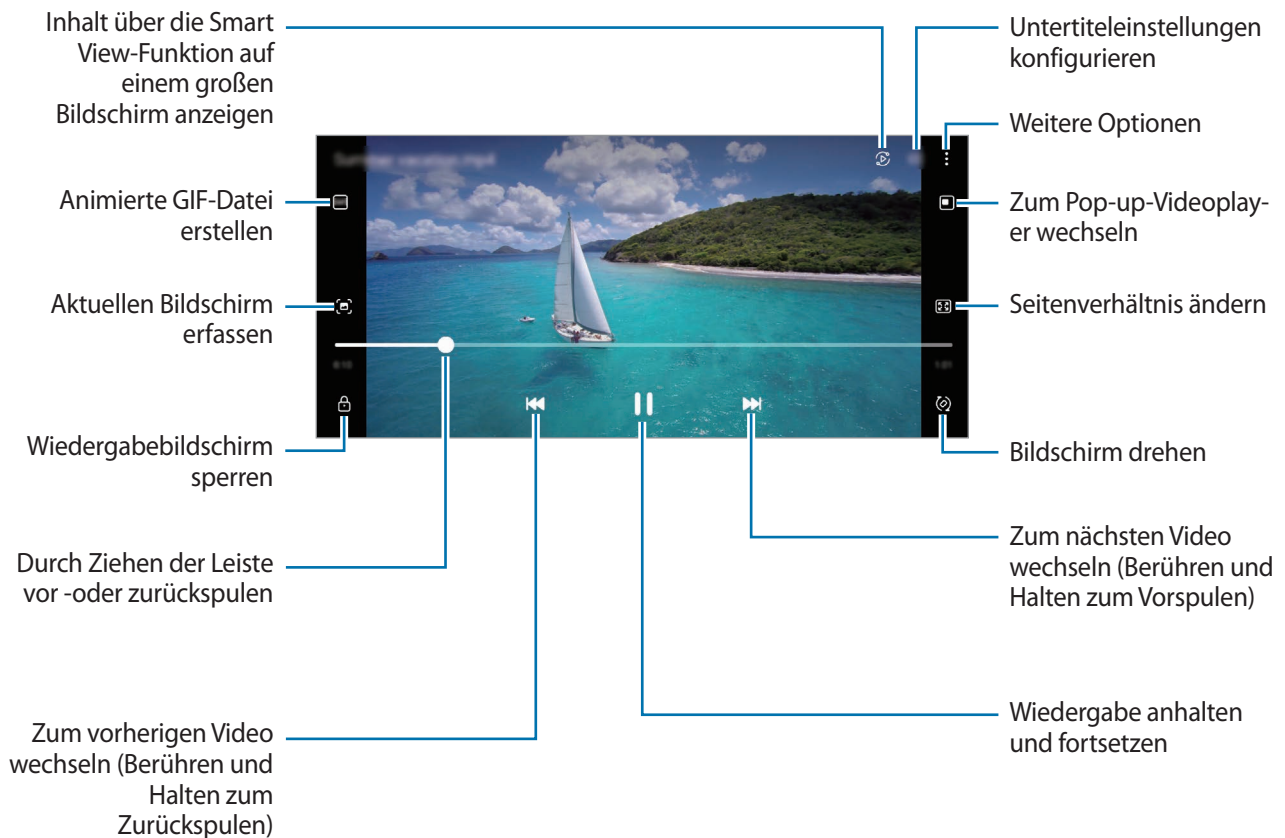 Inhalt über die Smart
View-Funktion auf
einem großen
Bildschirm anzeigen
Animierte GIF-Datei
erstellen
Aktuellen Bildschirm
erfassen
Wiedergabebildschirm
sperren
Durch Ziehen der Leiste
vor -oder zurückspulen
Zum vorherigen Video
wechseln (Berühren und
Halten zum
Zurückspulen)
Untertiteleinstellungen
konfigurieren
Weitere Optionen
Zum Pop-up-Videoplay-
er wechseln
Seitenverhältnis ändern
Bildschirm drehen
Zum nächsten Video
wechseln (Berühren und
Halten zum Vorspulen)
Wiedergabe anhalten
und fortsetzen